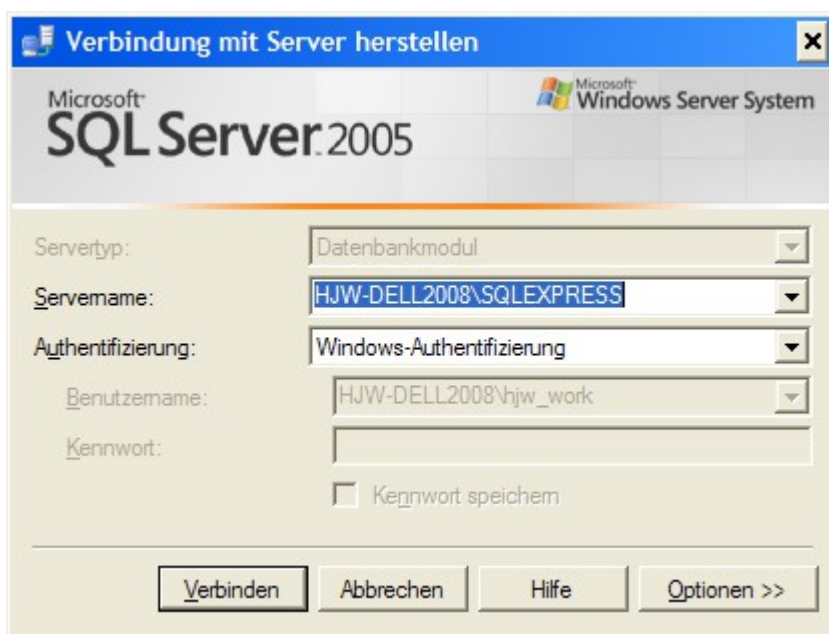 Verbindung mit Server herstellen
Microsoft
SQL Server 2005
Microsoft
Windows Server System
Servertyp: Datenbankmodul
Servername: HJW-DELL2008\SQLEXPRESS
Authentifizierung: Windows-Authentifizierung
Benutzername: HJW-DELL2008\hjw_work
Kennwort:
Kennwort speichern
Verbinden Abbrechen Hilfe Optionen >>